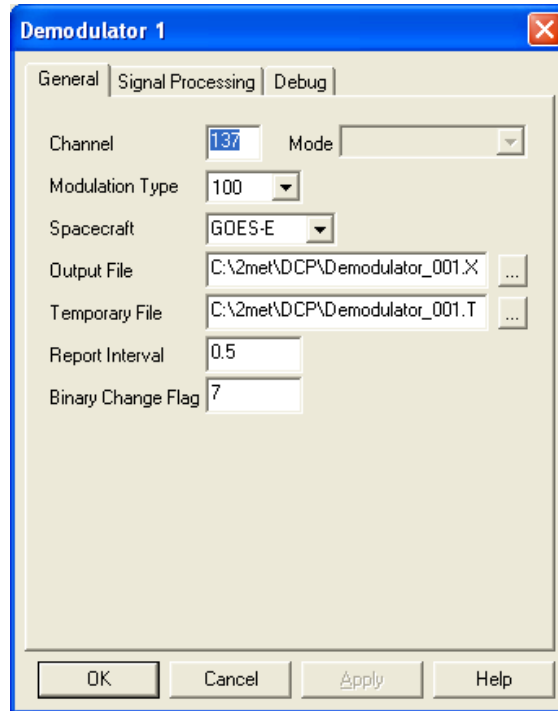 Demodulator 1
General Signal Processing Debug
Channel 137 Mode
Modulation Type 100
Spacecraft GOES-E
Output File C:\2met\DCP\Demodulator_001.X ...
Temporary File C:\2met\DCP\Demodulator_001.T ...
Report Interval 0.5
Binary Change Flag 7
OK Cancel Apply Help